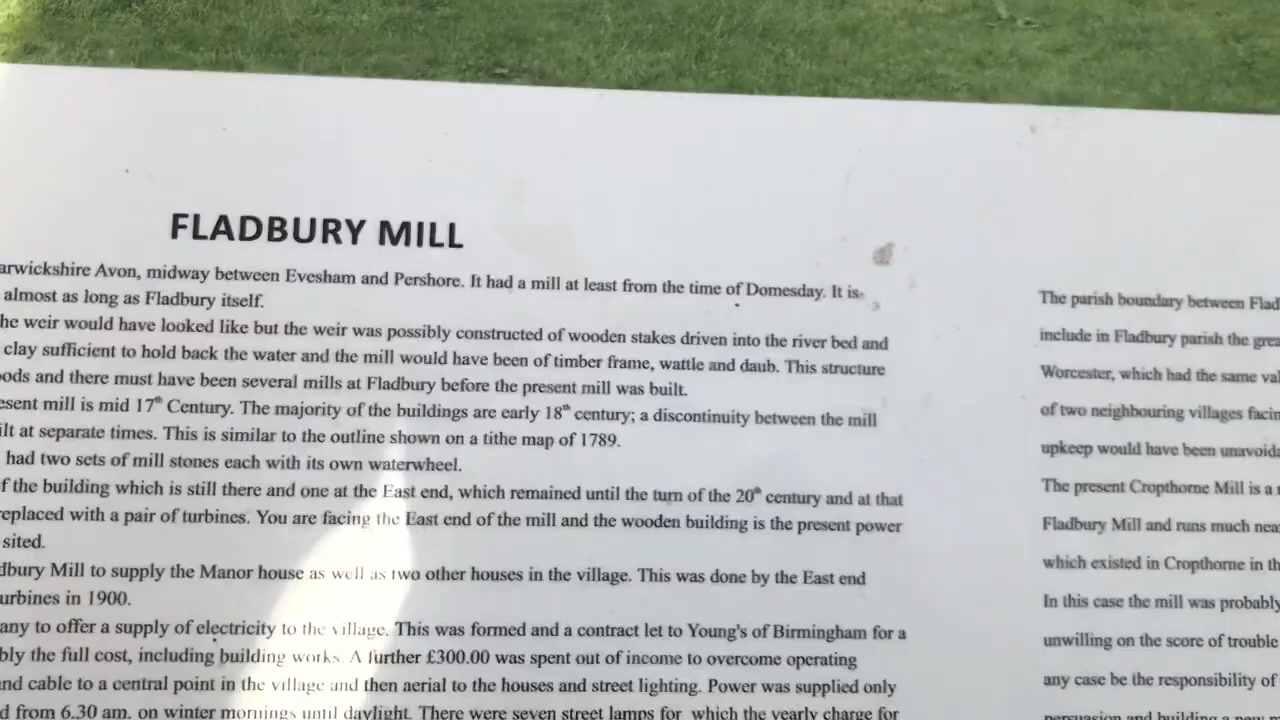 FLADBURY MILL
arwickshire Avon, midway between Evesham and Pershore. It had a mill at least from the time of Domesday. It is
almost as long as Fladbury itself.
he weir would have looked like but the weir was possibly constructed of wooden stakes driven into the river bed and
clay sufficient to hold back the water and the mill would have been of timber frame, wattle and daub. This structure
ods and there must have been several mills at Fladbury before the present mill was built.
esent mill is mid 17th Century. The majority of the buildings are early 18th century; a discontinuity between the mill
ilt at separate times. This is similar to the outline shown on a tithe map of 1789.
had two sets of mill stones each with its own waterwheel.
f the building which is still there and one at the East end, which remained until the turn of the 20th century and at that
replaced with a pair of turbines. You are facing the East end of the mill and the wooden building is the present power
sited.
dbury Mill to supply the Manor house as well as two other houses in the village. This was done by the East end
urbines in 1900.
any to offer a supply of electricity to the village. This was formed and a contract let to Young's of Birmingham for a
bly the full cost, including building works. A further £300.00 was spent out of income to overcome operating
nd cable to a central point in the village and then aerial to the houses and street lighting. Power was supplied only
d from 6.30 am. on winter mornings until daylight. There were seven street lamps for which the yearly charge for
The parish boundary between Flad
include in Fladbury parish the grea
Worcester, which had the same val
of two neighbouring villages facin
upkeep would have been unavoida
The present Cropthorne Mill is a
Fladbury Mill and runs much nea
which existed in Cropthorne in th
In this case the mill was probably
unwilling on the score of trouble
any case be the responsibility of
persuasion and building a new